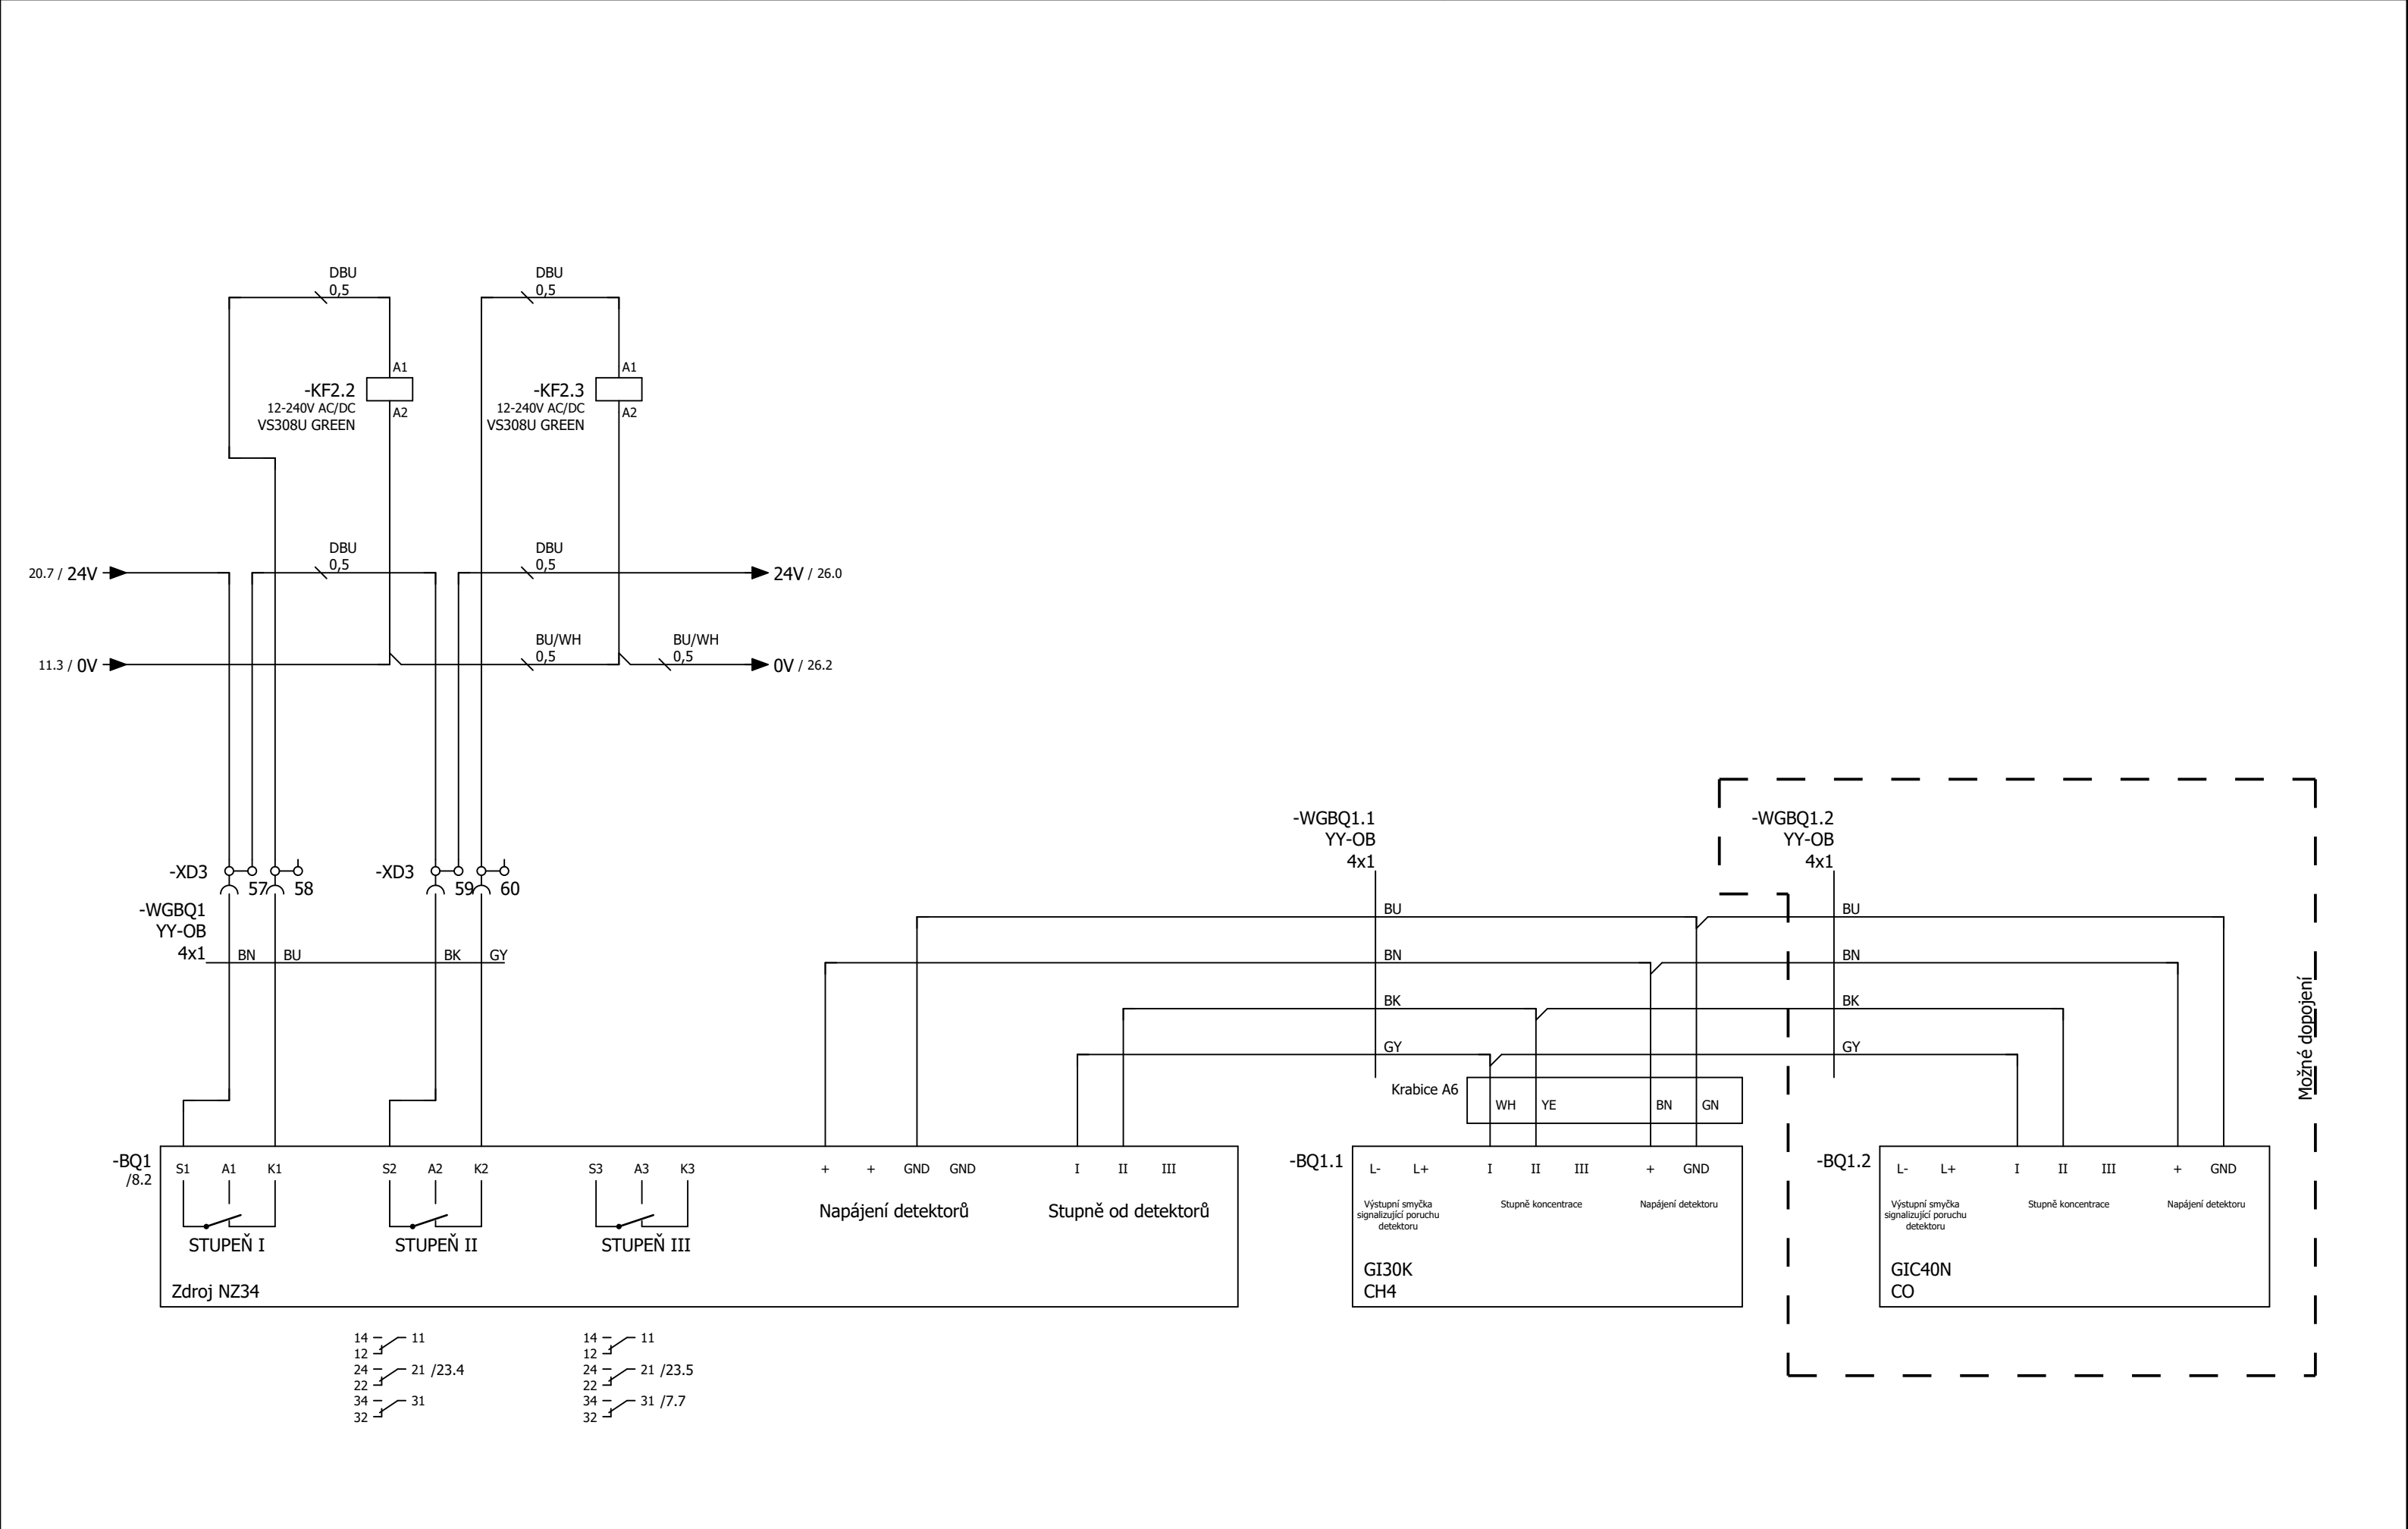 DBU
0,5
DBU
0,5
A1
-KF2.2
12-240V AC/DC
A2
VS308U GREEN
A1
-KF2.3
12-240V AC/DC
A2
VS308U GREEN
20.7 / 24V
DBU
0,5
DBU
0,5
24V / 26.0
11.3 / 0V
BU/WH
0,5
BU/WH
0,5
0V / 26.2
-XD3
57
58
-XD3
59
60
-WGBQ1
YY-OB
4x1
BN
BU
BK
GY
-WGBQ1.1
YY-OB
4x1
BU
BN
BK
GY
-WGBQ1.2
YY-OB
4x1
BU
BN
BK
GY
Možné dopojení
Krabice A6
WH
YE
BN
GN
-BQ1
/8.2
S1
A1
K1
S2
A2
K2
S3
A3
K3
+
+
GND
GND
I
II
III
STUPEŇ I
STUPEŇ II
STUPEŇ III
Napájení detektorů
Stupně od detektorů
Zdroj NZ34
-BQ1.1
L-
L+
I
II
III
+
GND
Výstupní smyčka
signalizující poruchu
detektoru
Stupně koncentrace
Napájení detektoru
GI30K
CH4
-BQ1.2
L-
L+
I
II
III
+
GND
Výstupní smyčka
signalizující poruchu
detektoru
Stupně koncentrace
Napájení detektoru
GIC40N
CO
14
11
12
24
21 /23.4
22
34
31
32
14
11
12
24
21 /23.5
22
34
31 /7.7
32